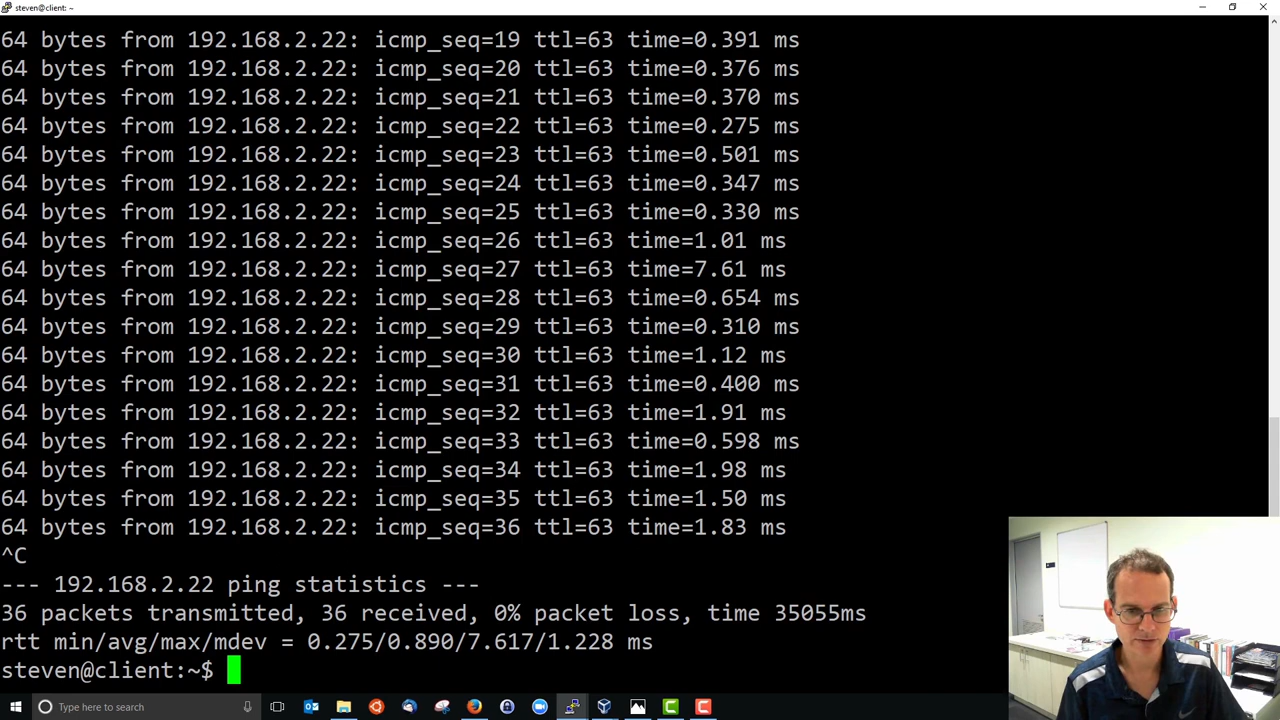 steven@client: ~
64 bytes from 192.168.2.22: icmp_seq=19 ttl=63 time=0.391 ms
64 bytes from 192.168.2.22: icmp_seq=20 ttl=63 time=0.376 ms
64 bytes from 192.168.2.22: icmp_seq=21 ttl=63 time=0.370 ms
64 bytes from 192.168.2.22: icmp_seq=22 ttl=63 time=0.275 ms
64 bytes from 192.168.2.22: icmp_seq=23 ttl=63 time=0.501 ms
64 bytes from 192.168.2.22: icmp_seq=24 ttl=63 time=0.347 ms
64 bytes from 192.168.2.22: icmp_seq=25 ttl=63 time=0.330 ms
64 bytes from 192.168.2.22: icmp_seq=26 ttl=63 time=1.01 ms
64 bytes from 192.168.2.22: icmp_seq=27 ttl=63 time=7.61 ms
64 bytes from 192.168.2.22: icmp_seq=28 ttl=63 time=0.654 ms
64 bytes from 192.168.2.22: icmp_seq=29 ttl=63 time=0.310 ms
64 bytes from 192.168.2.22: icmp_seq=30 ttl=63 time=1.12 ms
64 bytes from 192.168.2.22: icmp_seq=31 ttl=63 time=0.400 ms
64 bytes from 192.168.2.22: icmp_seq=32 ttl=63 time=1.91 ms
64 bytes from 192.168.2.22: icmp_seq=33 ttl=63 time=0.598 ms
64 bytes from 192.168.2.22: icmp_seq=34 ttl=63 time=1.98 ms
64 bytes from 192.168.2.22: icmp_seq=35 ttl=63 time=1.50 ms
64 bytes from 192.168.2.22: icmp_seq=36 ttl=63 time=1.83 ms
^C
--- 192.168.2.22 ping statistics ---
36 packets transmitted, 36 received, 0% packet loss, time 35055ms
rtt min/avg/max/mdev = 0.275/0.890/7.617/1.228 ms
steven@client:~$
Type here to search